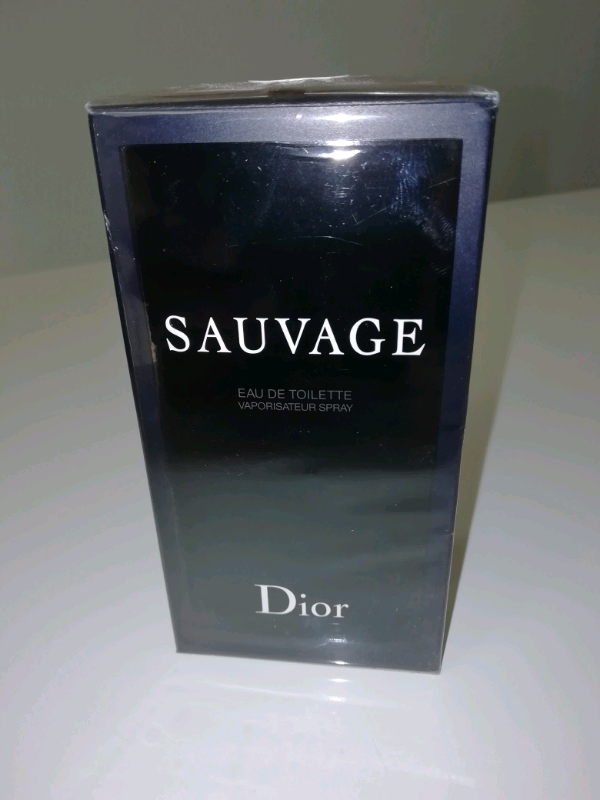 SAUVAGE
EAU DE TOILETTE
VAPORISATEUR SPRAY
Dior